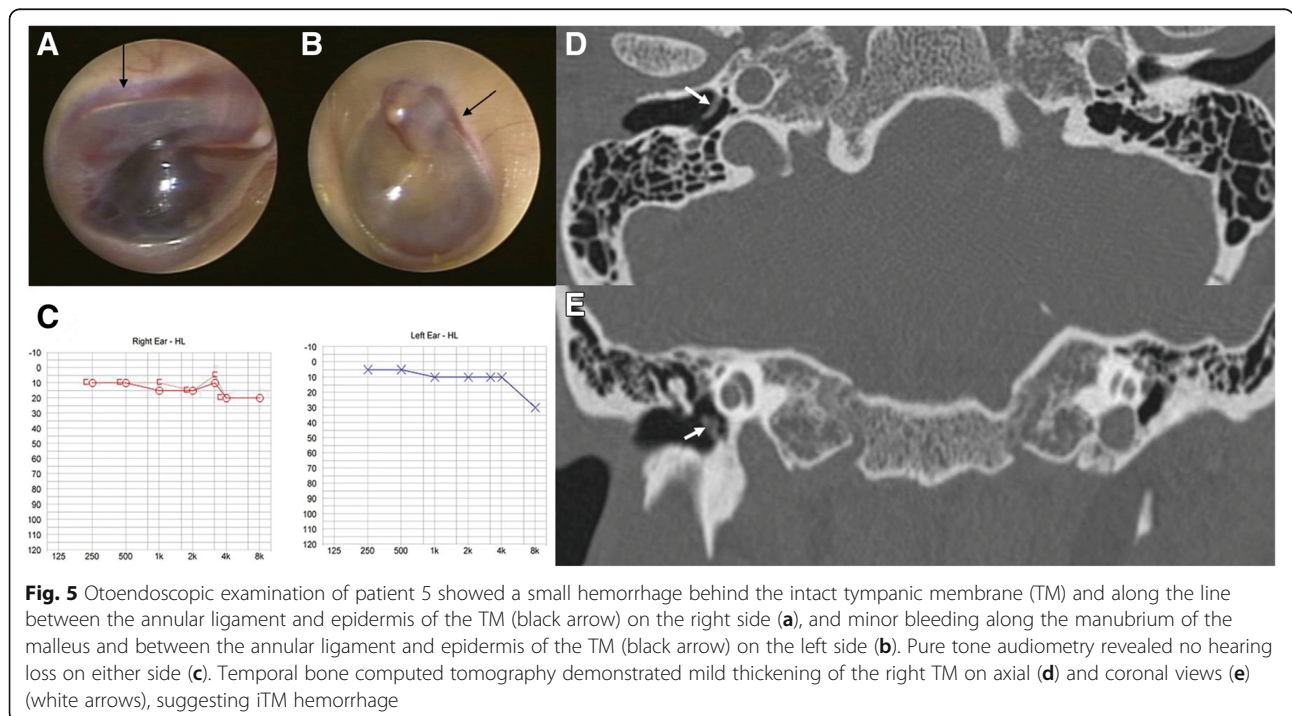 A
B
D
C
Right Ear - HL
Left Ear - HL
-10
0
10
20
30
40
50
60
70
75
80
85
90
95
100
110
120
125 250 500 1k 2k 4k 8k
-10
0
10
20
30
40
50
60
70
75
80
85
90
95
100
110
120
125 250 500 1k 2k 4k 8k
E
Fig. 5 Otoendoscopic examination of patient 5 showed a small hemorrhage behind the intact tympanic membrane (TM) and along the line
between the annular ligament and epidermis of the TM (black arrow) on the right side (a), and minor bleeding along the manubrium of the
malleus and between the annular ligament and epidermis of the TM (black arrow) on the left side (b). Pure tone audiometry revealed no hearing
loss on either side (c). Temporal bone computed tomography demonstrated mild thickening of the right TM on axial (d) and coronal views (e)
(white arrows), suggesting iTM hemorrhage